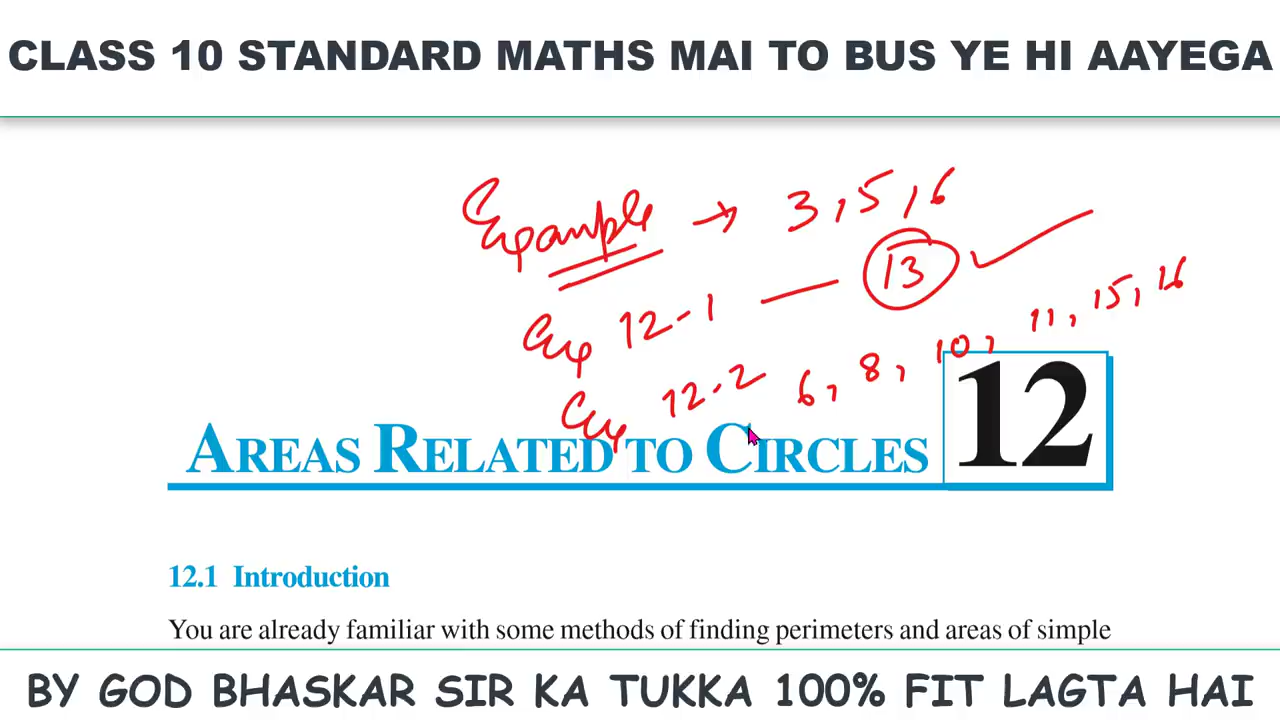 CLASS 10 STANDARD MATHS MAI TO BUS YE HI AAYEGA
Example → 3, 5, 6
Ex 12-1 — 13 ✓
Ex 12-2 6, 8, 10, 11, 15, 16
AREAS RELATED TO CIRCLES 12
12.1 Introduction
You are already familiar with some methods of finding perimeters and areas of simple
BY GOD BHASKAR SIR KA TUKKA 100% FIT LAGTA HAI